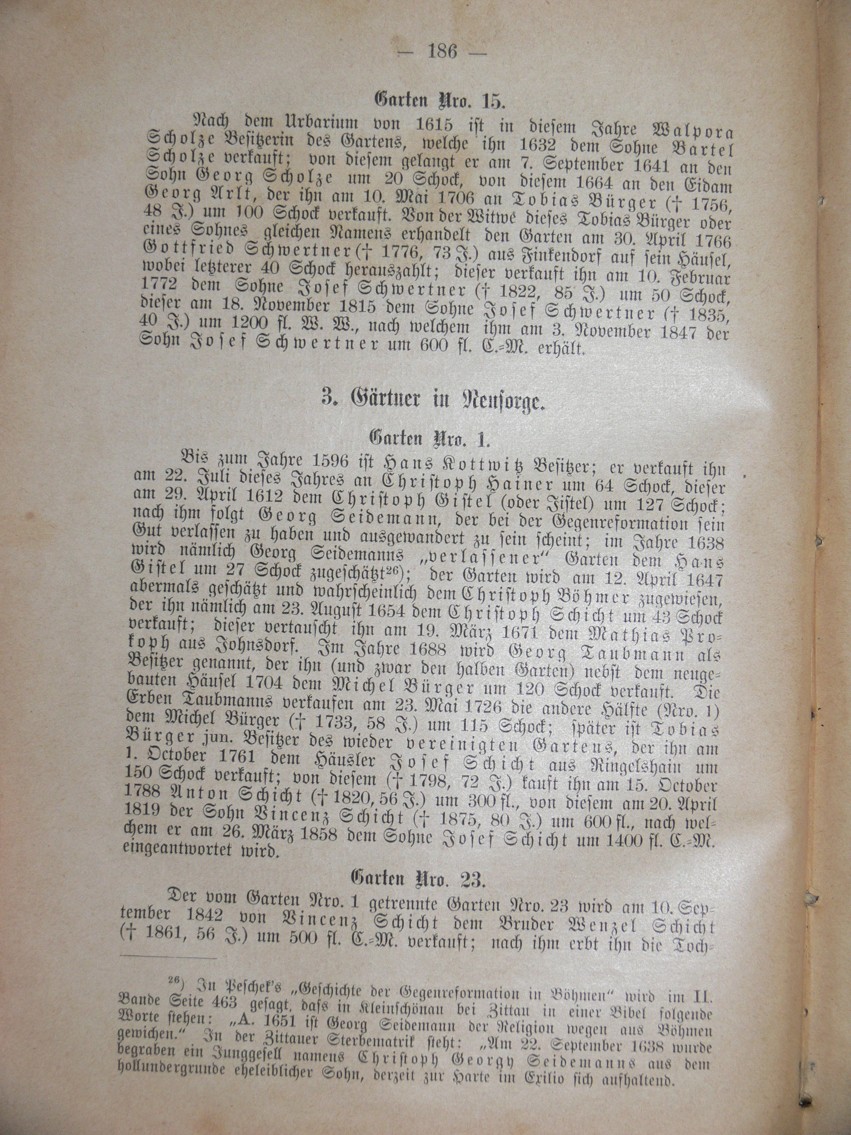 — 186 —
Garten Nro. 15.
Nach dem Urbarium von 1615 ist in diesem Jahre Walpora
Scholze Besitzerin des Gartens, welche ihn 1632 dem Sohne Bartel
Scholze verkauft; von diesem gelangt er am 7. September 1641 an den
Sohn Georg Scholze um 20 Schock, von diesem 1664 an den Eidam
Georg Arlt, der ihn am 10. Mai 1706 an Tobias Bürger († 1756,
48 J.) um 100 Schock verkauft. Von der Witwe dieses Tobias Bürger oder
eines Sohnes gleichen Namens erhandelt den Garten am 30. April 1766
Gottfried Schwertner († 1776, 73 J.) aus Finkendorf auf sein Häusel,
wobei letzterer 40 Schock herauszahlt; dieser verkauft ihn am 10. Februar
1772 dem Sohne Josef Schwertner († 1822, 85 J.) um 50 Schock,
dieser am 18. November 1815 dem Sohne Josef Schwertner († 1835,
40 J.) um 1200 fl. W. W., nach welchem ihm am 3. November 1847 der
Sohn Josef Schwertner um 600 fl. C.-M. erhält.
3. Gärtner in Neusorge.
Garten Nro. 1.
Bis zum Jahre 1596 ist Hans Kottwitz Besitzer; er verkauft ihn
am 22. Juli dieses Jahres an Christoph Hainer um 64 Schock, dieser
am 29. April 1612 dem Christoph Gistel (oder Jistel) um 127 Schock;
nach ihm folgt Georg Seidemann, der bei der Gegenreformation sein
Gut verlassen zu haben und ausgewandert zu sein scheint; im Jahre 1638
wird nämlich Georg Seidemanns „verlassener“ Garten dem Hans
Gistel um 27 Schock zugeschätzt²⁶); der Garten wird am 12. April 1647
abermals geschätzt und wahrscheinlich dem Christoph Böhmer zugewiesen,
der ihn nämlich am 23. August 1654 dem Christoph Schicht um 43 Schock
verkauft; dieser vertauscht ihn am 19. März 1671 dem Mathias Pro-
koph aus Johnsdorf. Im Jahre 1688 wird Georg Taubmann als
Besitzer genannt, der ihn (und zwar den halben Garten) nebst dem neuge-
bauten Häusel 1704 dem Michel Bürger um 120 Schock verkauft. Die
Erben Taubmanns verkaufen am 23. Mai 1726 die andere Hälfte (Nro. 1)
dem Michel Bürger († 1733, 58 J.) um 115 Schock; später ist Tobias
Bürger jun. Besitzer des wieder vereinigten Gartens, der ihn am
1. October 1761 dem Häusler Josef Schicht aus Ringelshain um
150 Schock verkauft; von diesem († 1798, 72 J.) kauft ihn am 15. October
1788 Anton Schicht († 1820, 56 J.) um 300 fl., von diesem am 20. April
1819 der Sohn Vincenz Schicht († 1875, 80 J.) um 600 fl., nach wel-
chem er am 26. März 1858 dem Sohne Josef Schicht um 1400 fl. C.-M.
eingeantwortet wird.
Garten Nro. 23.
Der vom Garten Nro. 1 getrennte Garten Nro. 23 wird am 10. Sep-
tember 1842 von Vincenz Schicht dem Bruder Wenzel Schicht
(† 1861, 56 J.) um 500 fl. C.-M. verkauft; nach ihm erbt ihn die Toch-
²⁶) In Peschek's „Geschichte der Gegenreformation in Böhmen“ wird im II.
Bande Seite 463 gesagt, dass in Kleinschönau bei Zittau in einer Bibel folgende
Worte stehen: „A. 1651 ist Georg Seidemann der Religion wegen aus Böhmen
gewichen.“ In der Zittauer Sterbematrik steht: „Am 22. September 1638 wurde
begraben ein Junggesell namens Christoph Georgy Seidemanns aus dem
hollundergrunde eheleiblicher Sohn, derzeit zur Harte im Exilio sich aufhaltend.